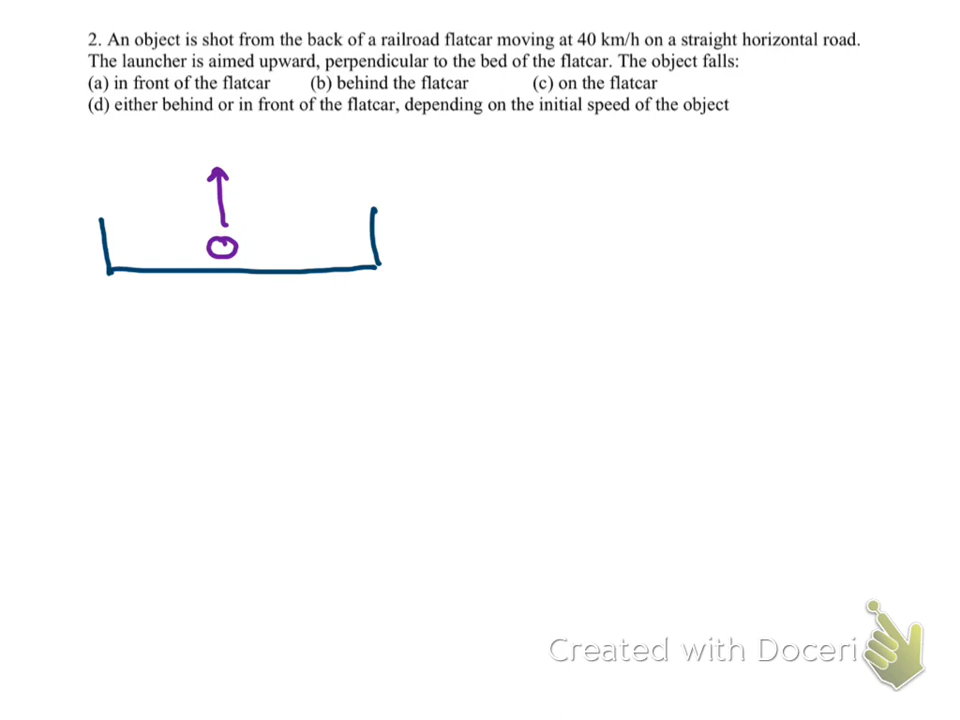 2. An object is shot from the back of a railroad flatcar moving at 40 km/h on a straight horizontal road.
The launcher is aimed upward, perpendicular to the bed of the flatcar. The object falls:
(a) in front of the flatcar (b) behind the flatcar (c) on the flatcar
(d) either behind or in front of the flatcar, depending on the initial speed of the object
Created with Doceri